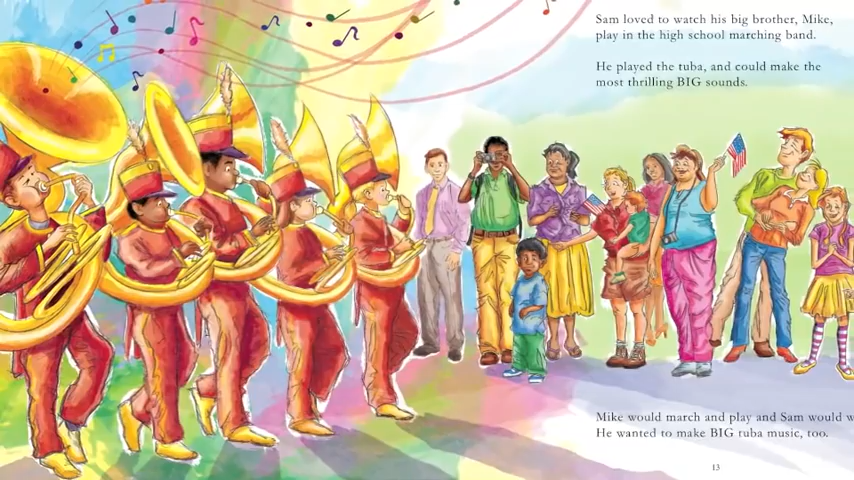 Sam loved to watch his big brother, Mike,
play in the high school marching band.
He played the tuba, and could make the
most thrilling BIG sounds.
Mike would march and play and Sam would
He wanted to make BIG tuba music, too.
13